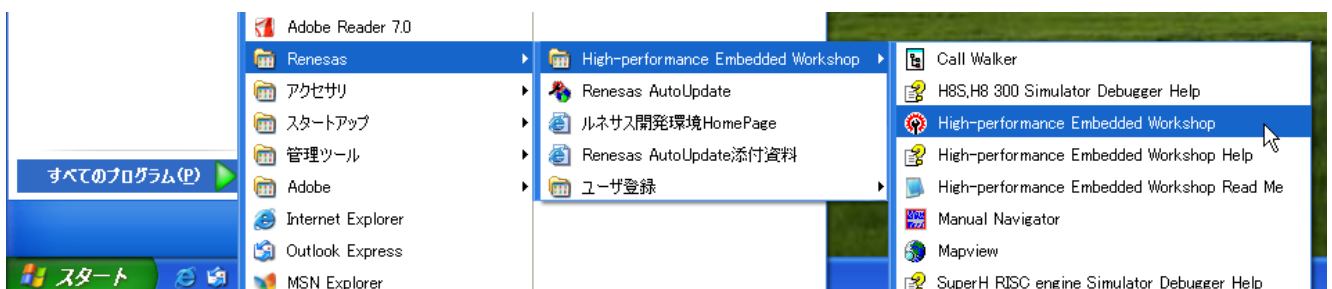 Adobe Reader 7.0
Renesas
アクセサリ
スタートアップ
管理ツール
Adobe
Internet Explorer
Outlook Express
MSN Explorer
High-performance Embedded Workshop
Renesas AutoUpdate
ルネサス開発環境HomePage
Renesas AutoUpdate添付資料
ユーザ登録
Call Walker
H8S,H8 300 Simulator Debugger Help
High-performance Embedded Workshop
High-performance Embedded Workshop Help
High-performance Embedded Workshop Read Me
Manual Navigator
Mapview
SuperH RISC engine Simulator Debugger Help
すべてのプログラム(P)
スタート